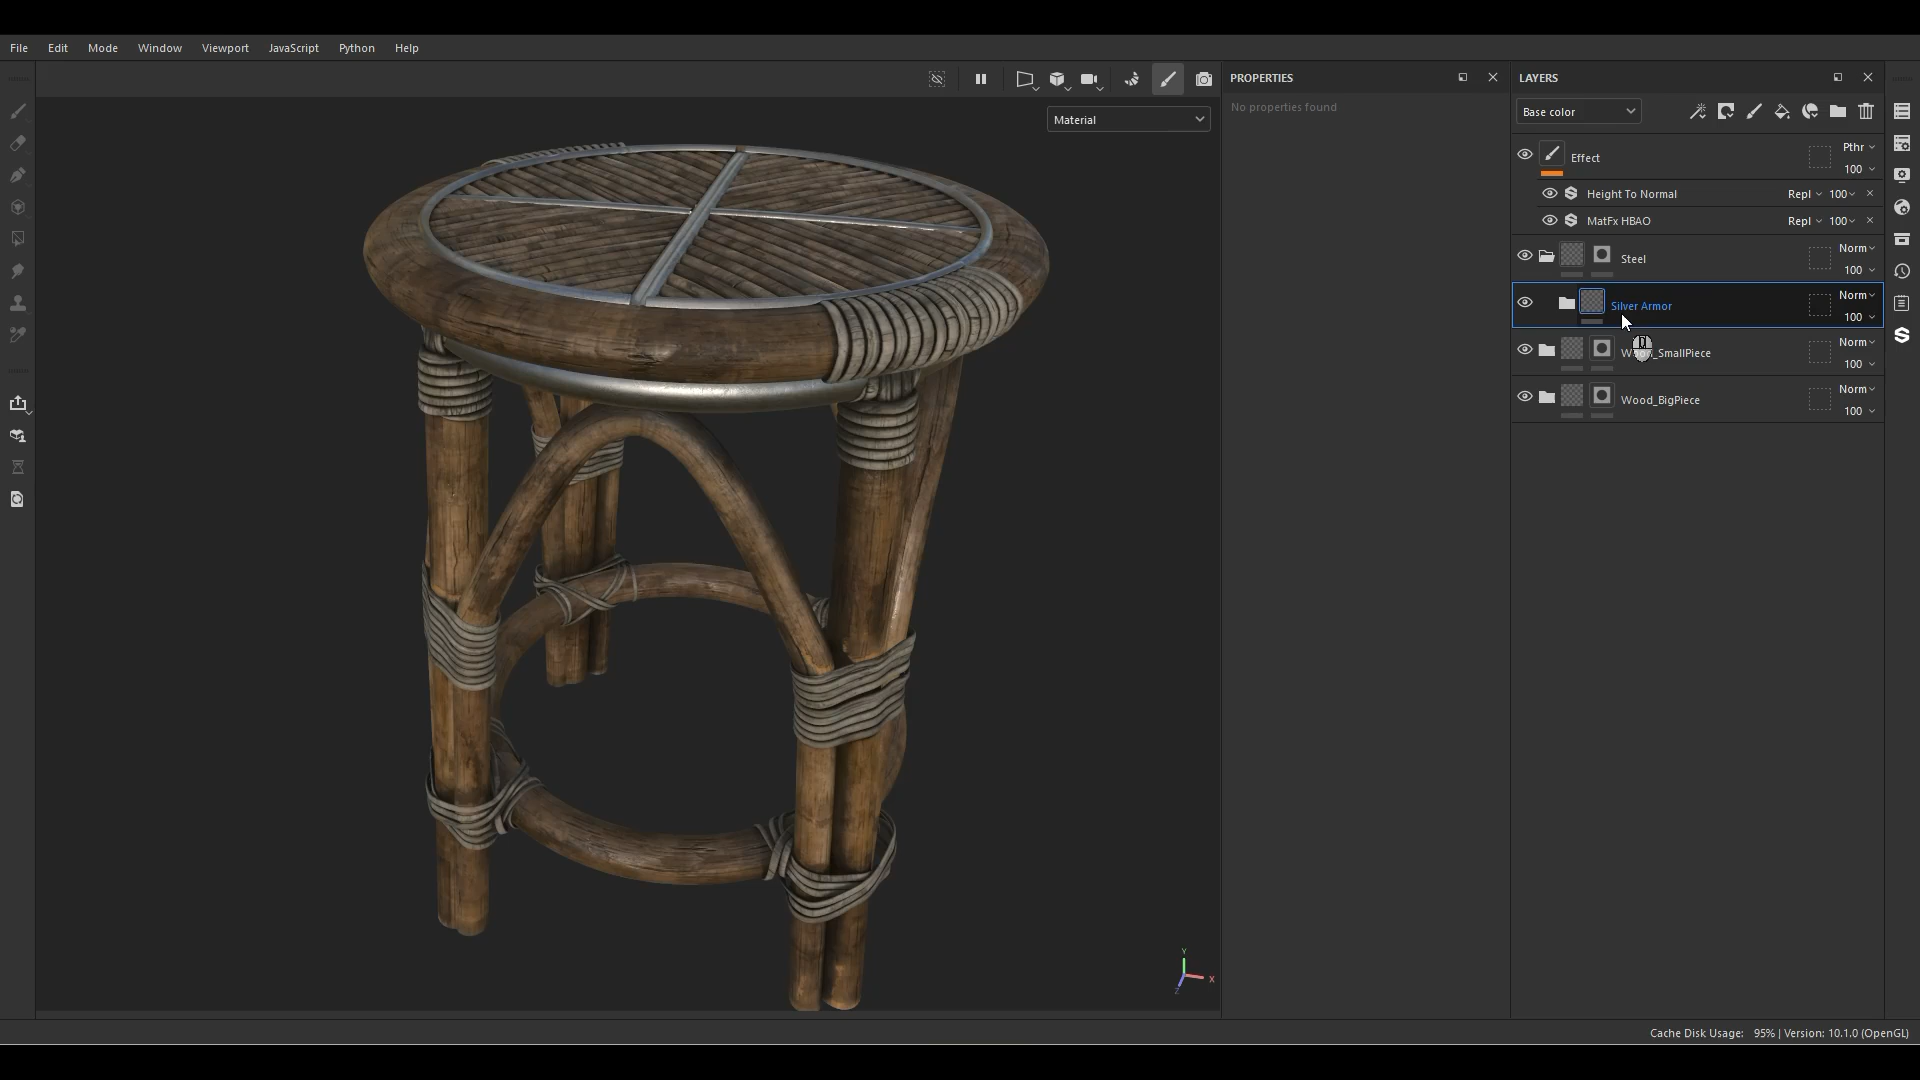 File Edit Mode Window Viewport JavaScript Python Help
PROPERTIES
LAYERS
No properties found
Material
Base color
Effect
Pthr
100
Height To Normal Repl 100
MatFx HBAO Repl 100
Steel
Norm
100
Silver Armor
Norm
100
Wood_SmallPiece
Norm
100
Wood_BigPiece
Norm
100
Y
X
Z
Cache Disk Usage: 95% | Version: 10.1.0 (OpenGL)